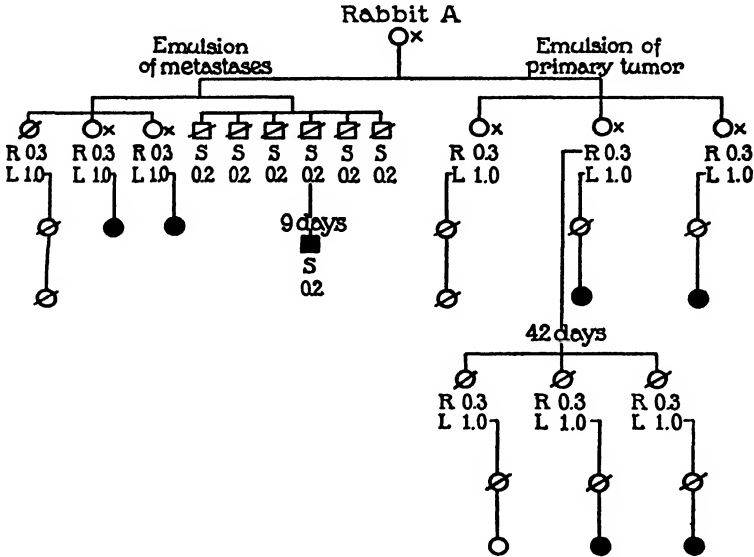 Rabbit A
x
Emulsion
of metastases
Emulsion of
primary tumor
x x x x x
R 0.3 R 0.3 R 0.3 S S S S S S R 0.3 R 0.3 R 0.3
L 1.0 L 1.0 L 1.0 0.2 0.2 0.2 0.2 0.2 0.2 L 1.0 L 1.0 L 1.0
9 days
S
0.2
42 days
R 0.3 R 0.3 R 0.3
L 1.0 L 1.0 L 1.0